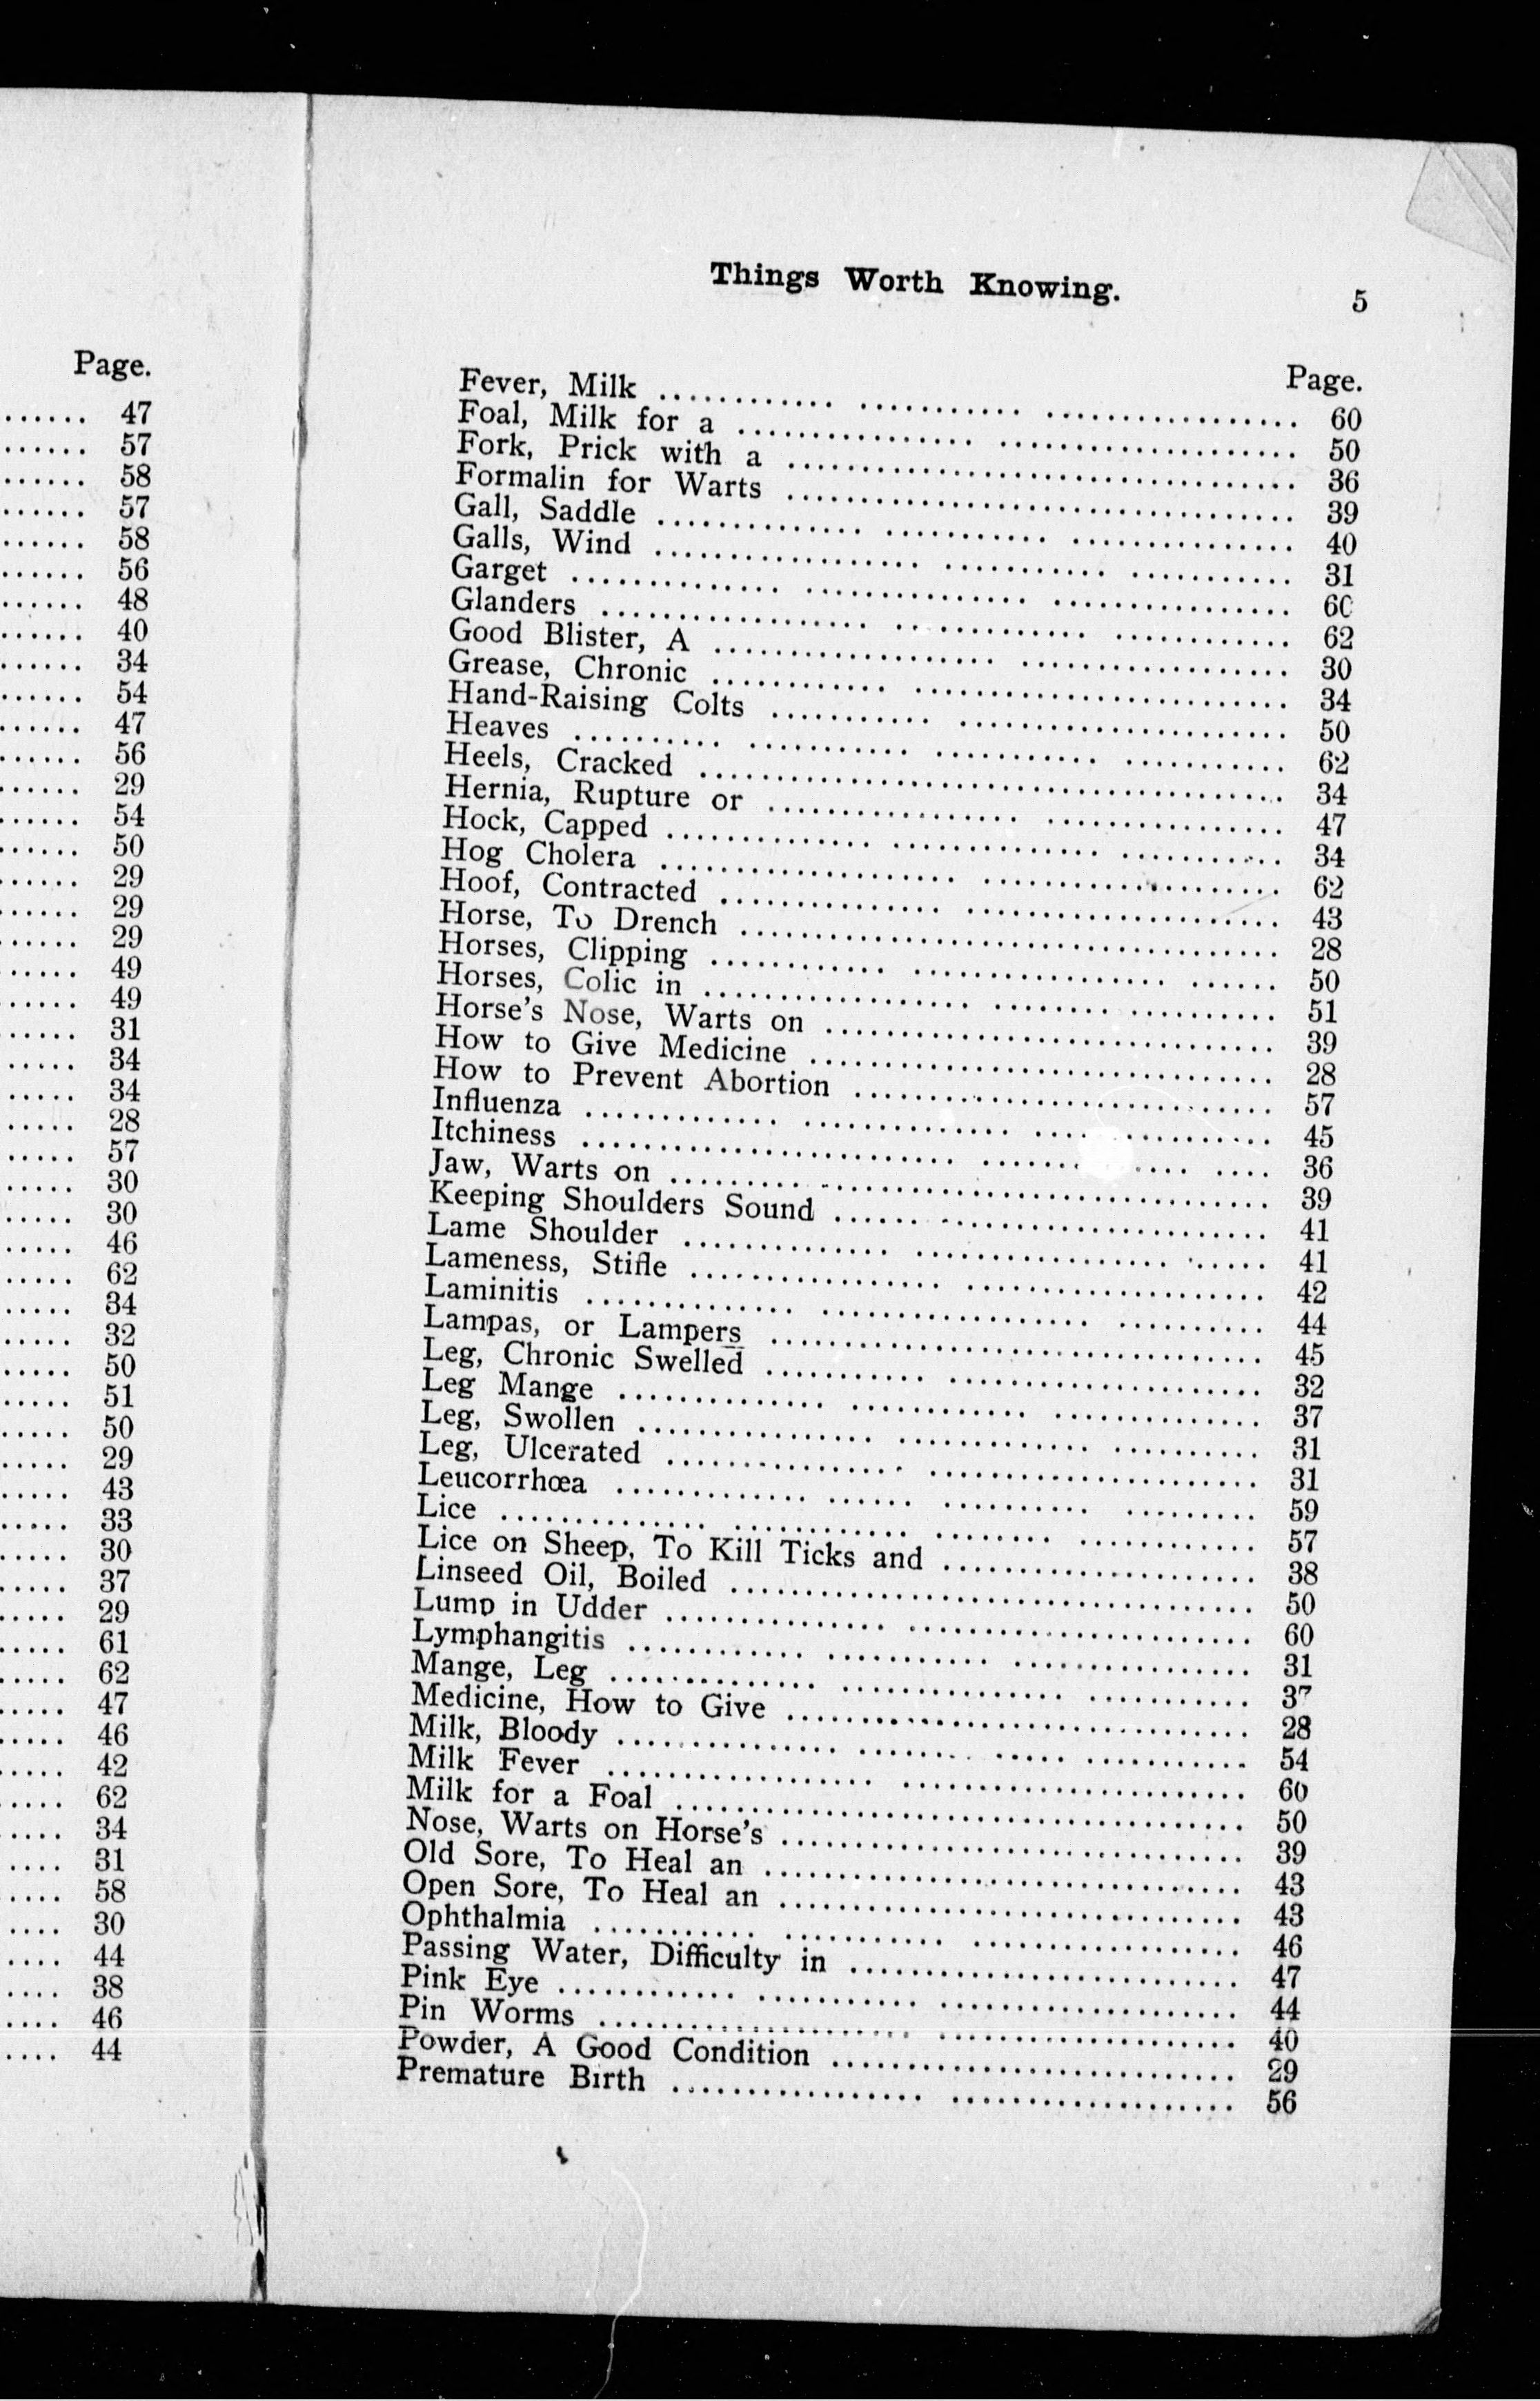 Page.
...... 47
...... 57
...... 58
...... 57
...... 58
...... 56
...... 48
...... 40
...... 34
...... 54
...... 47
...... 56
...... 29
...... 54
...... 50
...... 29
...... 29
...... 29
...... 49
...... 49
...... 31
..... 34
..... 34
..... 28
..... 57
..... 30
..... 30
..... 46
..... 62
..... 34
..... 32
..... 50
..... 51
..... 50
..... 29
..... 43
..... 33
..... 30
..... 37
..... 29
..... 61
..... 62
..... 47
..... 46
..... 42
..... 62
..... 34
.... 31
.... 58
.... 30
.... 44
.... 38
.... 46
.... 44
Things Worth Knowing. 5
Page.
Fever, Milk ........ 60
Foal, Milk for a ........ 50
Fork, Prick with a ........ 36
Formalin for Warts ........ 39
Gall, Saddle ........ 40
Galls, Wind ........ 31
Garget ........ 60
Glanders ........ 62
Good Blister, A ........ 30
Grease, Chronic ........ 34
Hand-Raising Colts ........ 50
Heaves ........ 62
Heels, Cracked ........ 34
Hernia, Rupture or ........ 47
Hock, Capped ........ 34
Hog Cholera ........ 62
Hoof, Contracted ........ 43
Horse, To Drench ........ 28
Horses, Clipping ........ 50
Horses, Colic in ........ 51
Horse's Nose, Warts on ........ 39
How to Give Medicine ........ 28
How to Prevent Abortion ........ 57
Influenza ........ 45
Itchiness ........ 36
Jaw, Warts on ........ 39
Keeping Shoulders Sound ........ 41
Lame Shoulder ........ 41
Lameness, Stifle ........ 42
Laminitis ........ 44
Lampas, or Lampers ........ 45
Leg, Chronic Swelled ........ 32
Leg Mange ........ 37
Leg, Swollen ........ 31
Leg, Ulcerated ........ 31
Leucorrhœa ........ 59
Lice ........ 57
Lice on Sheep, To Kill Ticks and ........ 38
Linseed Oil, Boiled ........ 50
Lump in Udder ........ 60
Lymphangitis ........ 31
Mange, Leg ........ 37
Medicine, How to Give ........ 28
Milk, Bloody ........ 54
Milk Fever ........ 60
Milk for a Foal ........ 50
Nose, Warts on Horse's ........ 39
Old Sore, To Heal an ........ 43
Open Sore, To Heal an ........ 43
Ophthalmia ........ 46
Passing Water, Difficulty in ........ 47
Pink Eye ........ 44
Pin Worms ........ 40
Powder, A Good Condition ........ 29
Premature Birth ........ 56